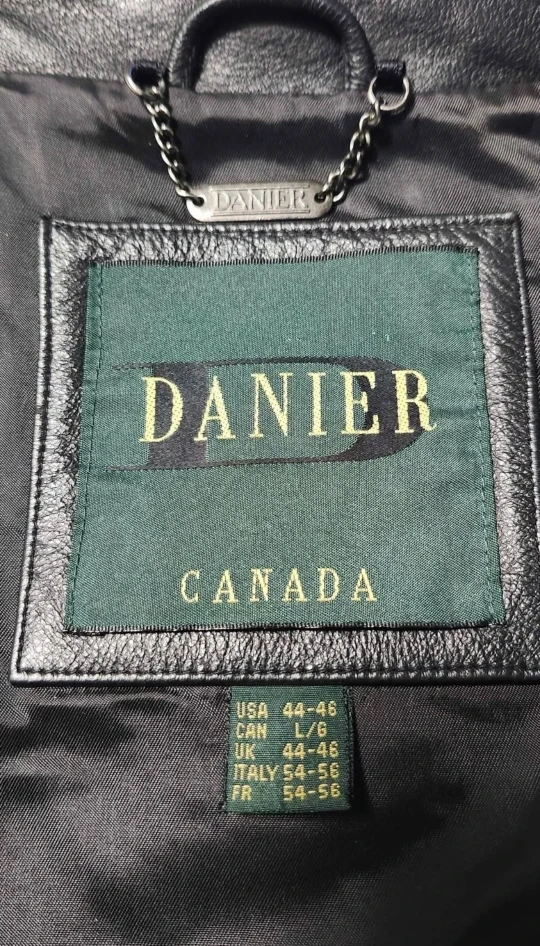 DANIER
DANIER
CANADA
USA 44-46
CAN L/G
UK 44-46
ITALY 54-56
FR 54-56